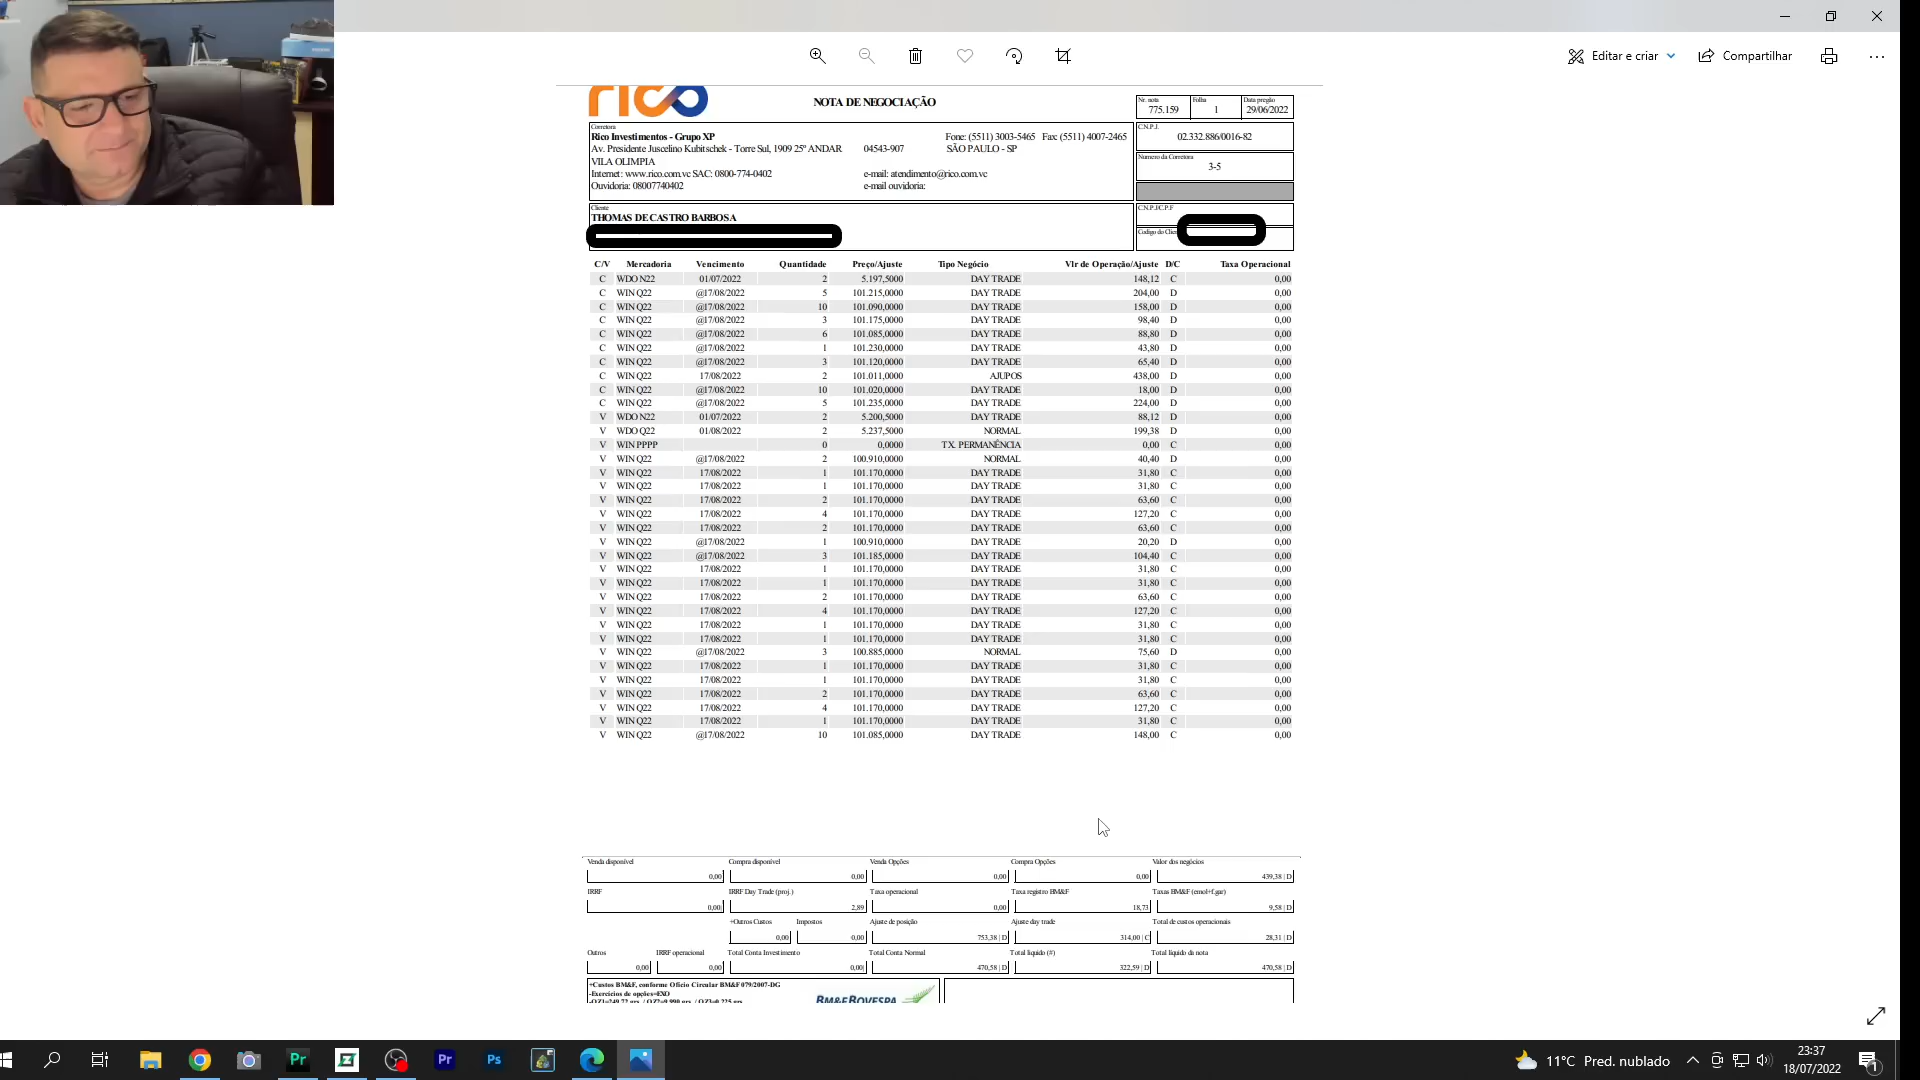 Editar e criar
Compartilhar
rico
NOTA DE NEGOCIAÇÃO
Nr. nota Folha Data pregão
775.159 1 29/06/2022
Corretora
Rico Investimentos - Grupo XP Fone: (5511) 3003-5465 Fax: (5511) 4007-2465
Av. Presidente Juscelino Kubitschek - Torre Sul, 1909 25º ANDAR 04543-907 SÃO PAULO - SP
VILA OLIMPIA
Internet: www.rico.com.vc SAC: 0800-774-0402 e-mail: atendimento@rico.com.vc
Ouvidoria: 08007740402 e-mail ouvidoria:
C.N.P.J.
02.332.886/0016-82
Numero da Corretora
3-5
Cliente
THOMAS DE CASTRO BARBOSA
C.N.P.J/C.P.F
Codigo do Clien
C/V Mercadoria Vencimento Quantidade Preço/Ajuste Tipo Negócio Vlr de Operação/Ajuste D/C Taxa Operacional
C WDO N22 01/07/2022 2 5.197,5000 DAY TRADE 148,12 C 0,00
C WIN Q22 @17/08/2022 5 101.215,0000 DAY TRADE 204,00 D 0,00
C WIN Q22 @17/08/2022 10 101.090,0000 DAY TRADE 158,00 D 0,00
C WIN Q22 @17/08/2022 3 101.175,0000 DAY TRADE 98,40 D 0,00
C WIN Q22 @17/08/2022 6 101.085,0000 DAY TRADE 88,80 D 0,00
C WIN Q22 @17/08/2022 1 101.230,0000 DAY TRADE 43,80 D 0,00
C WIN Q22 @17/08/2022 3 101.120,0000 DAY TRADE 65,40 D 0,00
C WIN Q22 17/08/2022 2 101.011,0000 AJUPOS 438,00 D 0,00
C WIN Q22 @17/08/2022 10 101.020,0000 DAY TRADE 18,00 D 0,00
C WIN Q22 @17/08/2022 5 101.235,0000 DAY TRADE 224,00 D 0,00
V WDO N22 01/07/2022 2 5.200,5000 DAY TRADE 88,12 D 0,00
V WDO Q22 01/08/2022 2 5.237,5000 NORMAL 199,38 D 0,00
V WIN PPPP 0 0,0000 TX. PERMANÊNCIA 0,00 C 0,00
V WIN Q22 @17/08/2022 2 100.910,0000 NORMAL 40,40 D 0,00
V WIN Q22 17/08/2022 1 101.170,0000 DAY TRADE 31,80 C 0,00
V WIN Q22 17/08/2022 1 101.170,0000 DAY TRADE 31,80 C 0,00
V WIN Q22 17/08/2022 2 101.170,0000 DAY TRADE 63,60 C 0,00
V WIN Q22 17/08/2022 4 101.170,0000 DAY TRADE 127,20 C 0,00
V WIN Q22 17/08/2022 2 101.170,0000 DAY TRADE 63,60 C 0,00
V WIN Q22 @17/08/2022 1 100.910,0000 DAY TRADE 20,20 D 0,00
V WIN Q22 @17/08/2022 3 101.185,0000 DAY TRADE 104,40 C 0,00
V WIN Q22 17/08/2022 1 101.170,0000 DAY TRADE 31,80 C 0,00
V WIN Q22 17/08/2022 1 101.170,0000 DAY TRADE 31,80 C 0,00
V WIN Q22 17/08/2022 2 101.170,0000 DAY TRADE 63,60 C 0,00
V WIN Q22 17/08/2022 4 101.170,0000 DAY TRADE 127,20 C 0,00
V WIN Q22 17/08/2022 1 101.170,0000 DAY TRADE 31,80 C 0,00
V WIN Q22 17/08/2022 1 101.170,0000 DAY TRADE 31,80 C 0,00
V WIN Q22 @17/08/2022 3 100.885,0000 NORMAL 75,60 D 0,00
V WIN Q22 17/08/2022 1 101.170,0000 DAY TRADE 31,80 C 0,00
V WIN Q22 17/08/2022 1 101.170,0000 DAY TRADE 31,80 C 0,00
V WIN Q22 17/08/2022 2 101.170,0000 DAY TRADE 63,60 C 0,00
V WIN Q22 17/08/2022 4 101.170,0000 DAY TRADE 127,20 C 0,00
V WIN Q22 17/08/2022 1 101.170,0000 DAY TRADE 31,80 C 0,00
V WIN Q22 @17/08/2022 10 101.085,0000 DAY TRADE 148,00 C 0,00
Venda disponível Compra disponível Venda Opções Compra Opções Valor dos negócios
0,00 0,00 0,00 0,00 439,38 | D
IRRF IRRF Day Trade (proj.) Taxa operacional Taxa registro BM&F Taxas BM&F (emol+f.gar)
0,00| 2,89 0,00 18,73 9,58 | D
+Outros Custos Impostos Ajuste de posição Ajuste day trade Total de custos operacionais
0,00 0,00 753,38 | D 314,00 | C 28,31 | D
Outros IRRF operacional Total Conta Investimento Total Conta Normal Total liquido (#) Total líquido da nota
0,00 0,00 0,00| 470,58 | D 322,59 | D 470,58 | D
+Custos BM&F, conforme Ofício Circular BM&F 079/2007-DG
-Exercícios de opções=EXO
-OZ1=249,72 grs. / OZ2=9,990 grs. / OZ3=0,225 grs.
BM&FBOVESPA
Pr
Pr
Ps
11°C Pred. nublado
23:37
18/07/2022
1